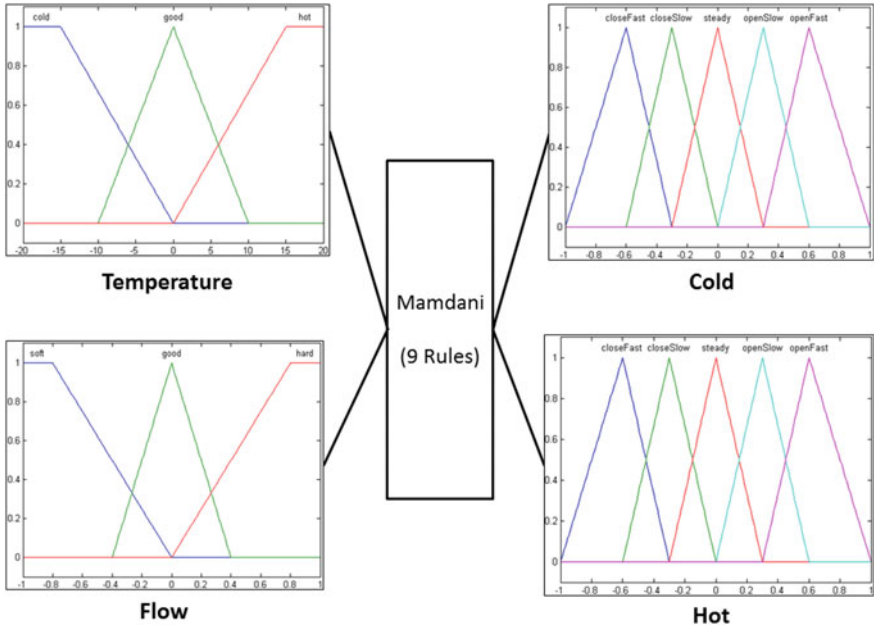 cold good hot
1
0.8
0.6
0.4
0.2
0
-20 -15 -10 -5 0 5 10 15 20
Temperature
closeFast closeSlow steady openSlow openFast
1
0.8
0.6
0.4
0.2
0
-1 -0.8 -0.6 -0.4 -0.2 0 0.2 0.4 0.6 0.8 1
Cold
Mamdani
(9 Rules)
soft good hard
1
0.8
0.6
0.4
0.2
0
-1 -0.8 -0.6 -0.4 -0.2 0 0.2 0.4 0.6 0.8 1
Flow
closeFast closeSlow steady openSlow openFast
1
0.8
0.6
0.4
0.2
0
-1 -0.8 -0.6 -0.4 -0.2 0 0.2 0.4 0.6 0.8 1
Hot